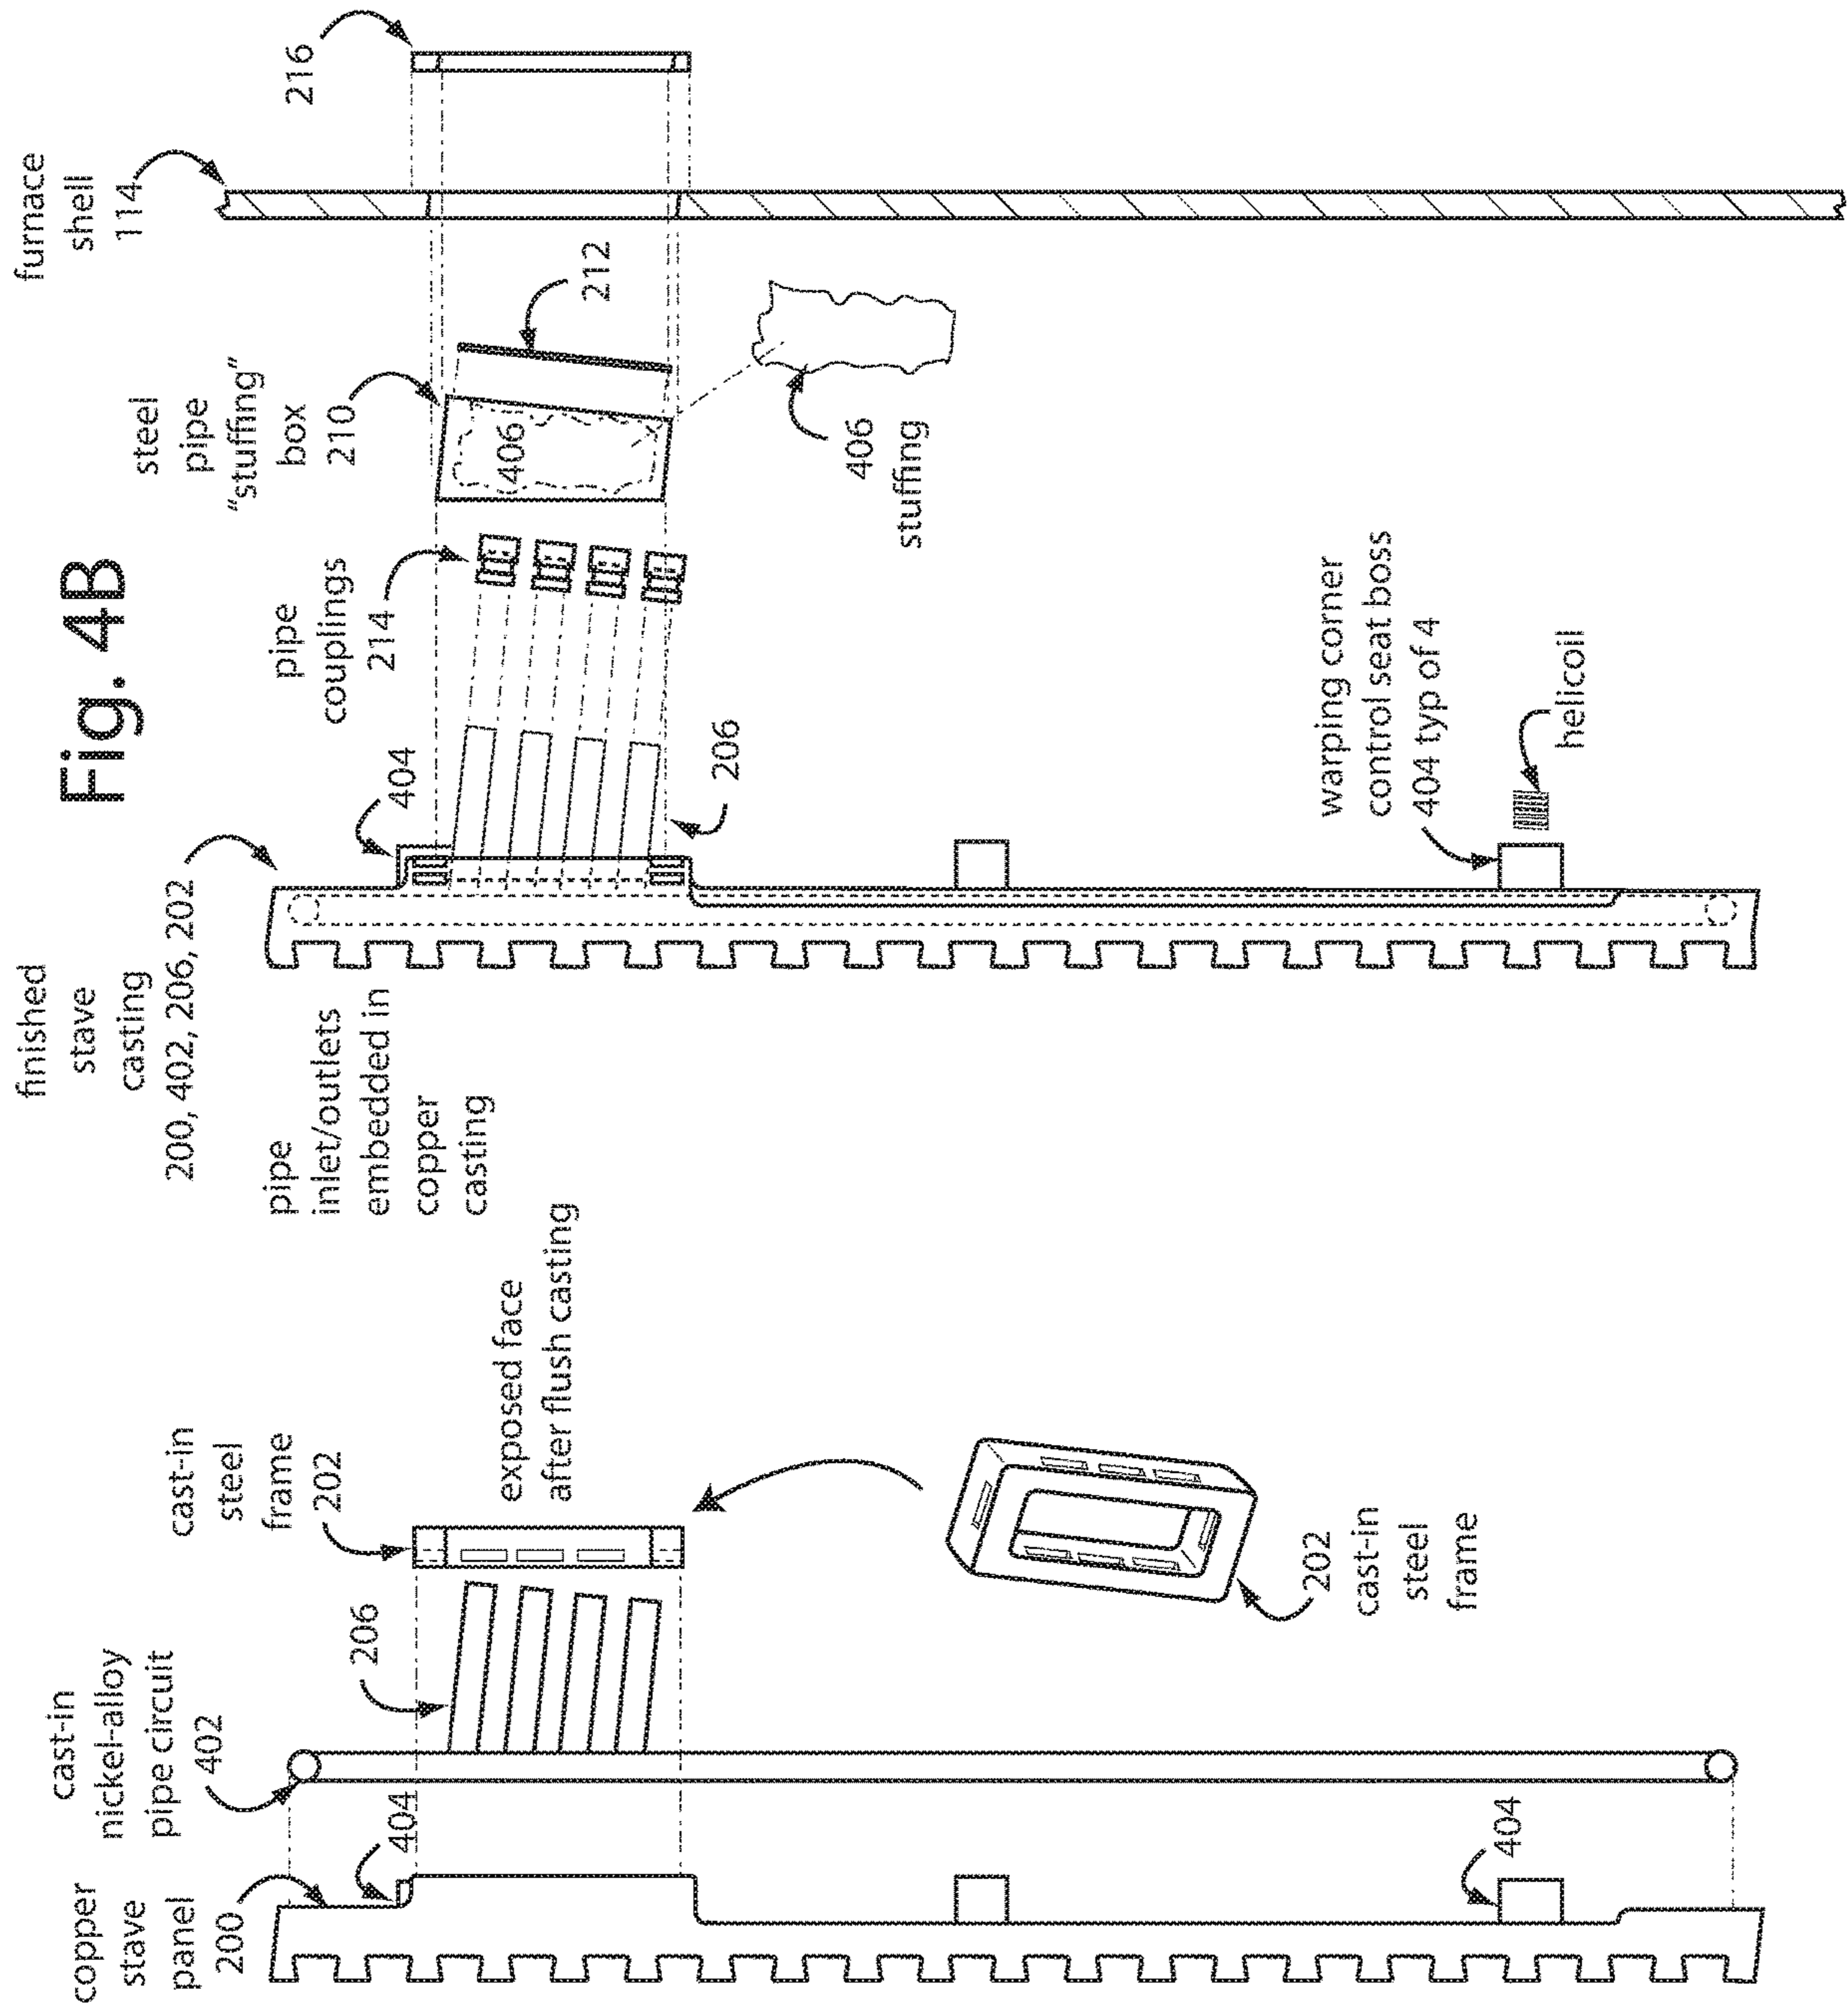 Fig. 4B
copper
stave
panel
200
404
404
cast-in
nickel-alloy
pipe circuit
402
206
cast-in
steel
frame
202
exposed face
after flush casting
202
cast-in
steel
frame
pipe
inlet/outlets
embedded in
copper
casting
finished
stave
casting
200, 402, 206, 202
404
206
pipe
couplings
214
warping corner
control seat boss
404 typ of 4
helicoil
steel
pipe
“stuffing”
box
210
406
212
406
stuffing
furnace
shell
114
216